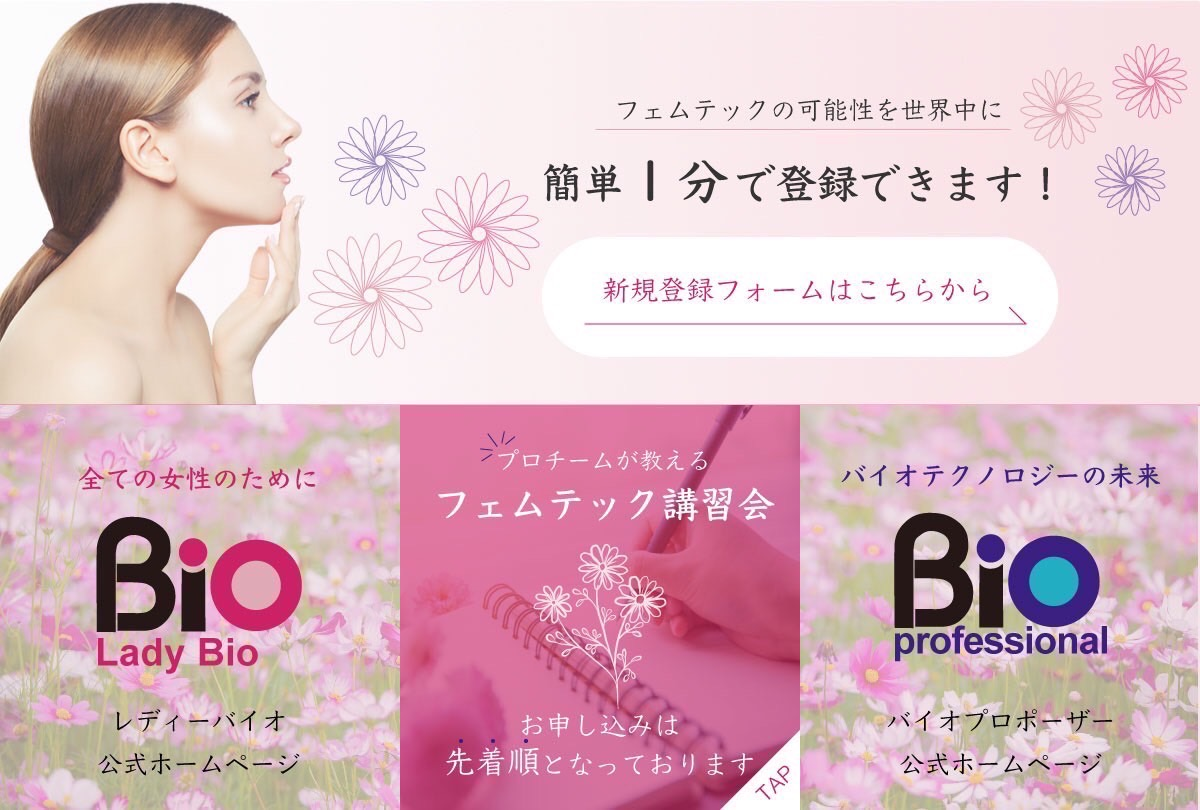 フェムテックの可能性を世界中に
簡単1分で登録できます！
新規登録フォームはこちらから
全ての女性のために
BiO
Lady Bio
レディーバイオ
公式ホームページ
プロチームが教える
フェムテック講習会
お申し込みは
先着順となっております
TAP
バイオテクノロジーの未来
BiO
professional
バイオプロポーザー
公式ホームページ